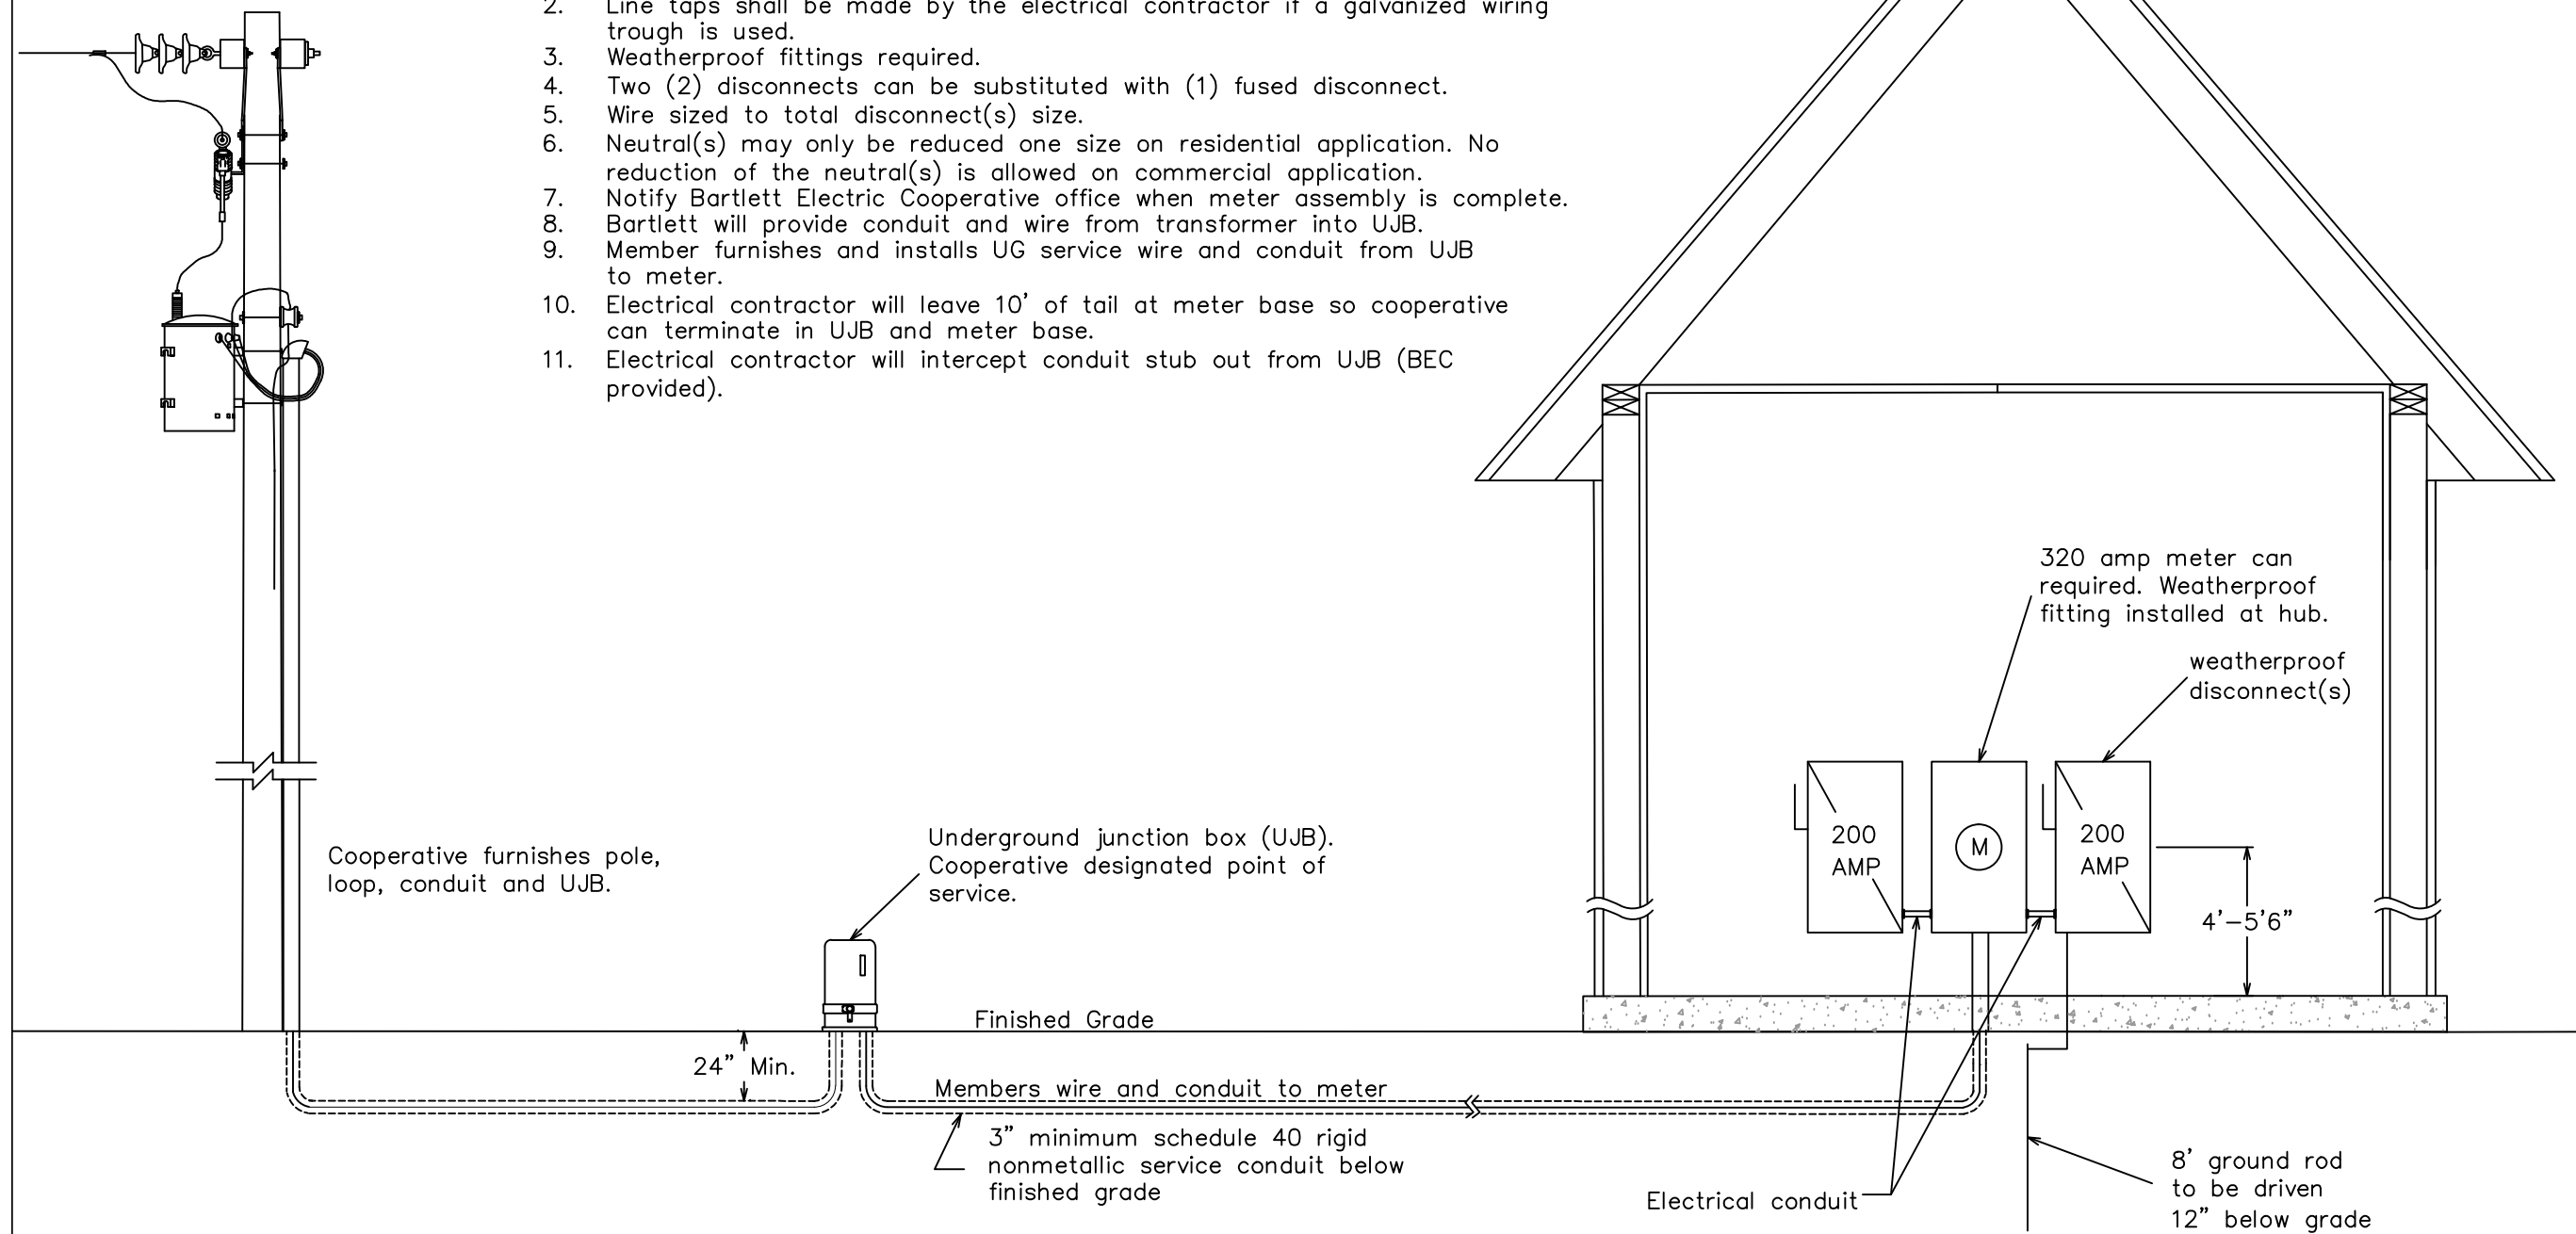 2. Line taps shall be made by the electrical contractor if a galvanized wiring
trough is used.
3. Weatherproof fittings required.
4. Two (2) disconnects can be substituted with (1) fused disconnect.
5. Wire sized to total disconnect(s) size.
6. Neutral(s) may only be reduced one size on residential application. No
reduction of the neutral(s) is allowed on commercial application.
7. Notify Bartlett Electric Cooperative office when meter assembly is complete.
8. Bartlett will provide conduit and wire from transformer into UJB.
9. Member furnishes and installs UG service wire and conduit from UJB
to meter.
10. Electrical contractor will leave 10' of tail at meter base so cooperative
can terminate in UJB and meter base.
11. Electrical contractor will intercept conduit stub out from UJB (BEC
provided).
320 amp meter can
required. Weatherproof
fitting installed at hub.
weatherproof
disconnect(s)
200
AMP
M
200
AMP
4'–5'6"
Cooperative furnishes pole,
loop, conduit and UJB.
Underground junction box (UJB).
Cooperative designated point of
service.
Finished Grade
24" Min.
Members wire and conduit to meter
3" minimum schedule 40 rigid
nonmetallic service conduit below
finished grade
Electrical conduit
8' ground rod
to be driven
12" below grade